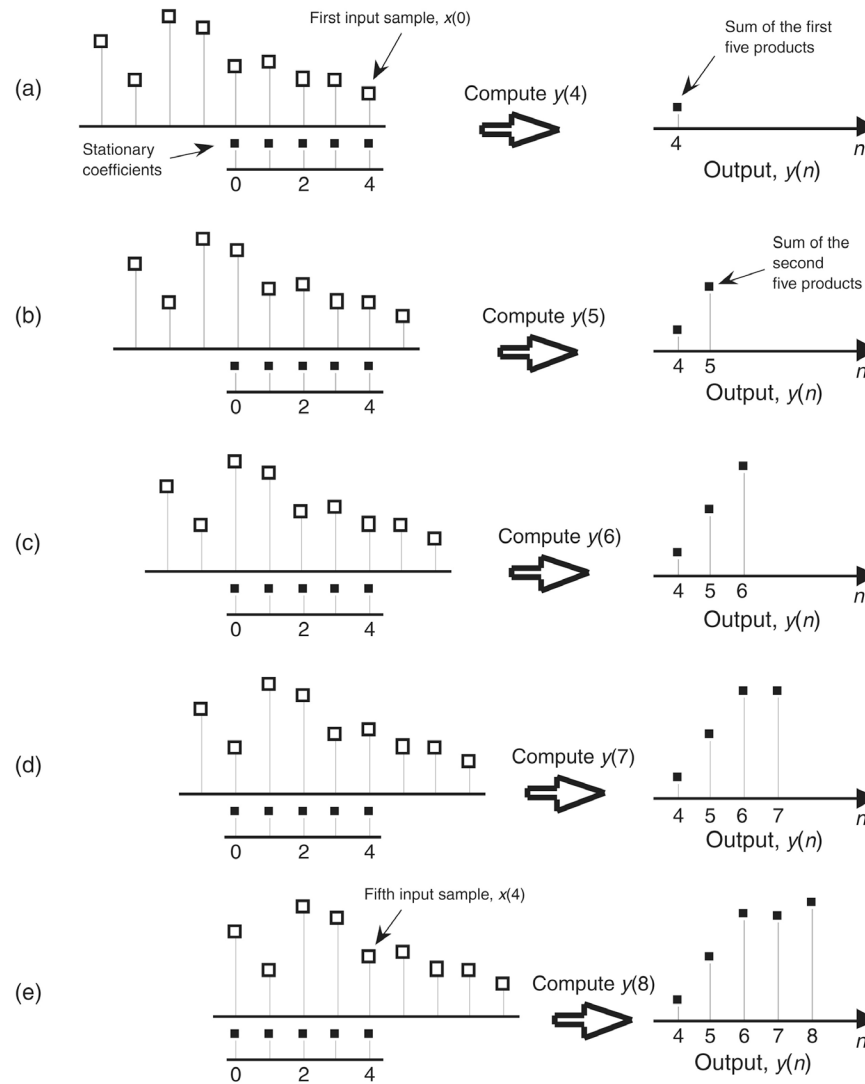 (a)
First input sample, x(0)
Stationary
coefficients
0 2 4
Compute y(4)
Sum of the first
five products
4
n
Output, y(n)
(b)
0 2 4
Compute y(5)
Sum of the
second
five products
4 5
n
Output, y(n)
(c)
0 2 4
Compute y(6)
4 5 6
n
Output, y(n)
(d)
0 2 4
Compute y(7)
4 5 6 7
n
Output, y(n)
(e)
Fifth input sample, x(4)
0 2 4
Compute y(8)
4 5 6 7 8
n
Output, y(n)